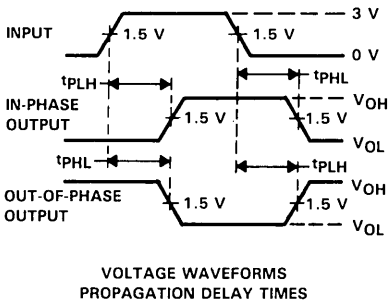 3 V
INPUT
1.5 V
1.5 V
0 V
tPLH
tPHL
IN-PHASE
OUTPUT
1.5 V
1.5 V
VOH
VOL
tPHL
tPLH
OUT-OF-PHASE
OUTPUT
1.5 V
1.5 V
VOH
VOL
VOLTAGE WAVEFORMS
PROPAGATION DELAY TIMES